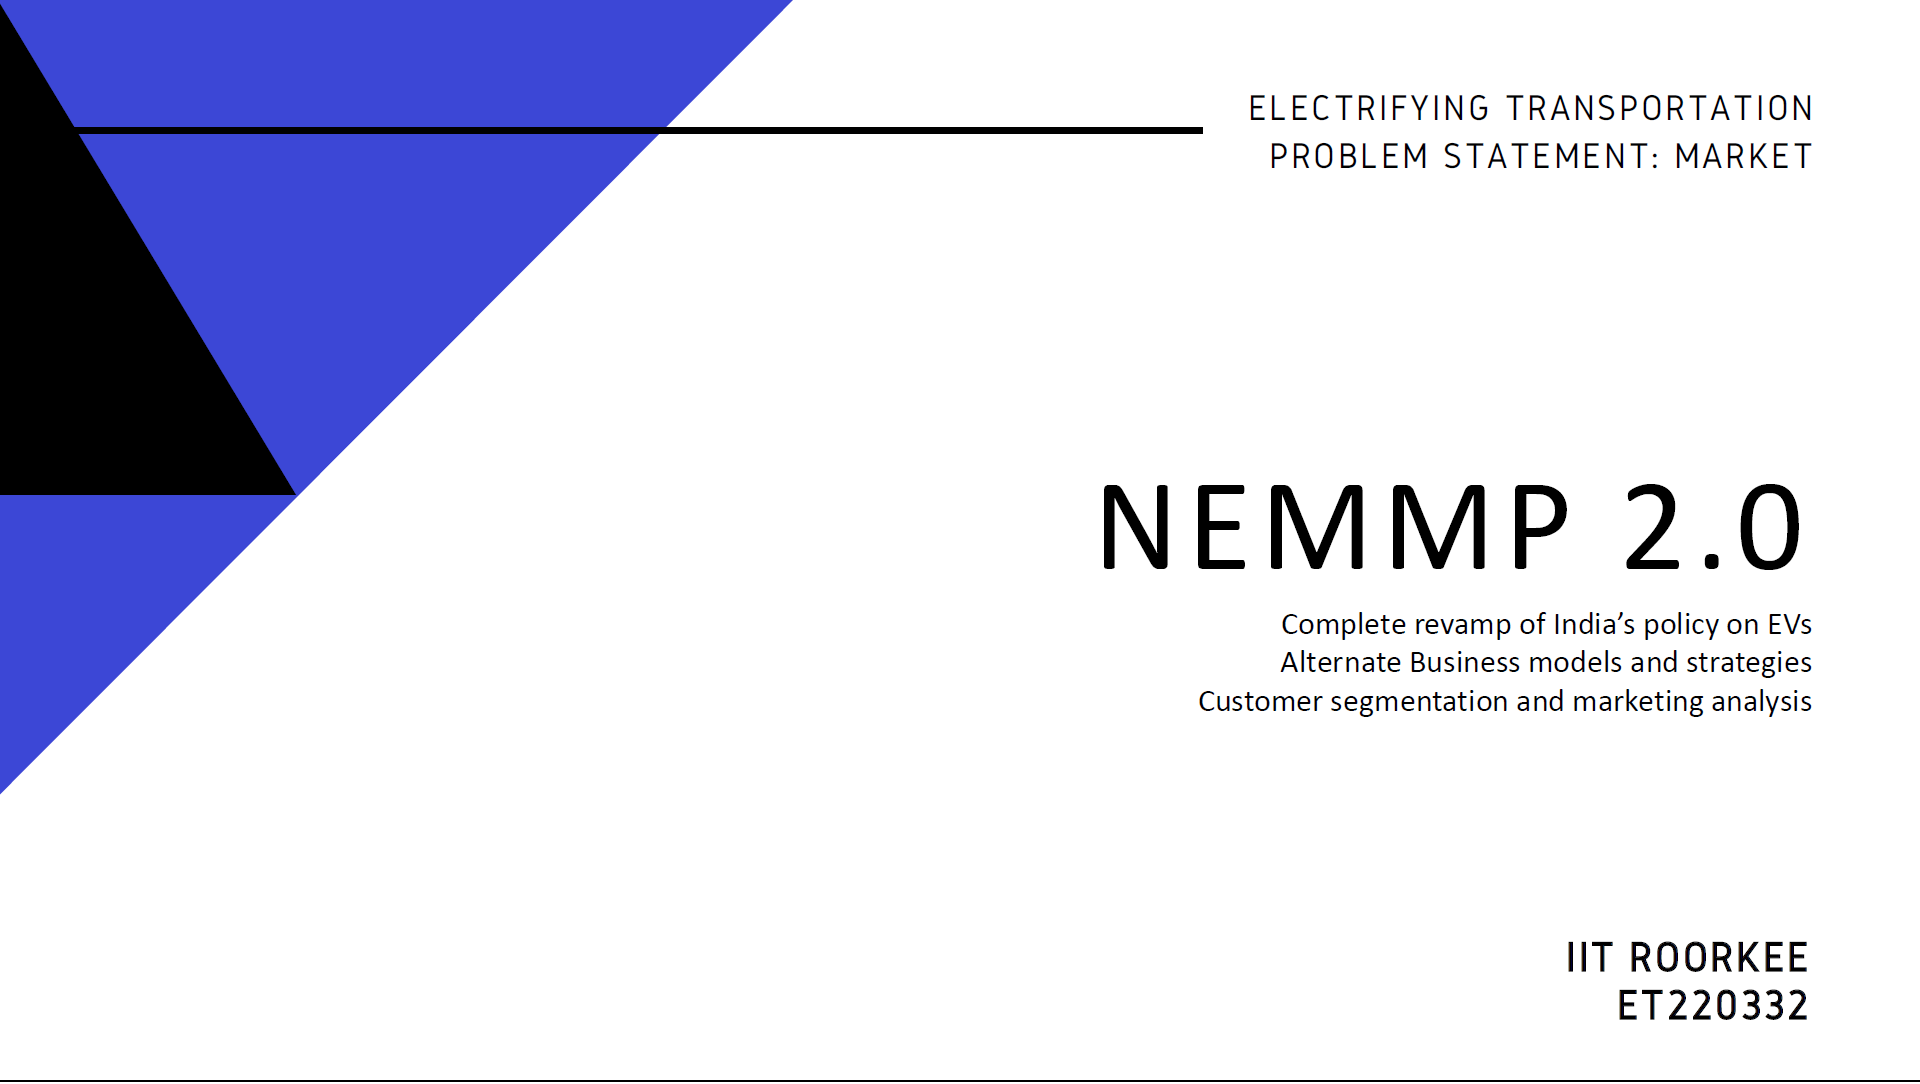 ELECTRIFYING TRANSPORTATION
PROBLEM STATEMENT: MARKET
NEMMP 2.0
Complete revamp of India’s policy on EVs
Alternate Business models and strategies
Customer segmentation and marketing analysis
IIT ROORKEE
ET220332